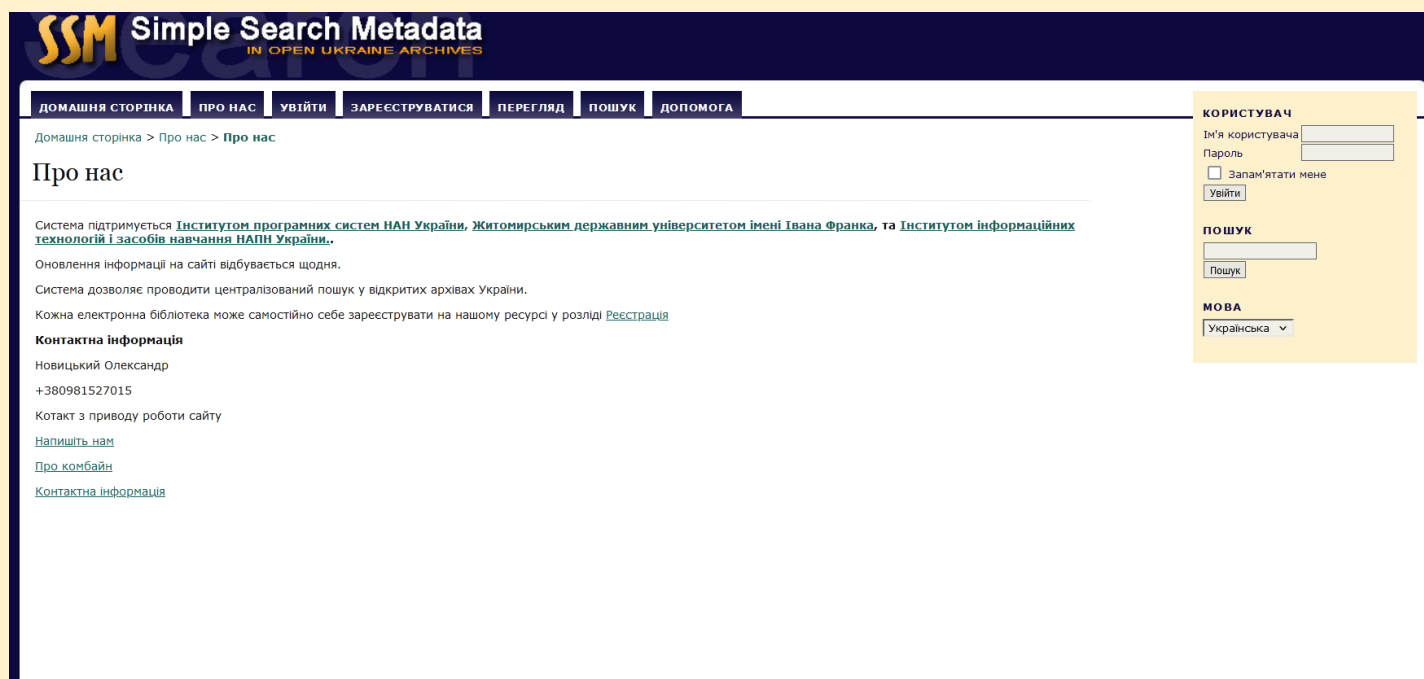 Search
SSM Simple Search Metadata
IN OPEN UKRAINE ARCHIVES
ДОМАШНЯ СТОРІНКА ПРО НАС УВІЙТИ ЗАРЕЄСТРУВАТИСЯ ПЕРЕГЛЯД ПОШУК ДОПОМОГА
Домашня сторінка > Про нас > Про нас
Про нас
Система підтримується Інститутом програмних систем НАН України, Житомирським державним університетом імені Івана Франка, та Інститутом інформаційних
технологій і засобів навчання НАПН України..
Оновлення інформації на сайті відбувається щодня.
Система дозволяє проводити централізований пошук у відкритих архівах України.
Кожна електронна бібліотека може самостійно себе зареєструвати на нашому ресурсі у розліді Реєстрація
Контактна інформація
Новицький Олександр
+380981527015
Котакт з приводу роботи сайту
Напишіть нам
Про комбайн
Контактна інформація
КОРИСТУВАЧ
Ім'я користувача
Пароль
Запам'ятати мене
Увійти
ПОШУК
Пошук
МОВА
Українська